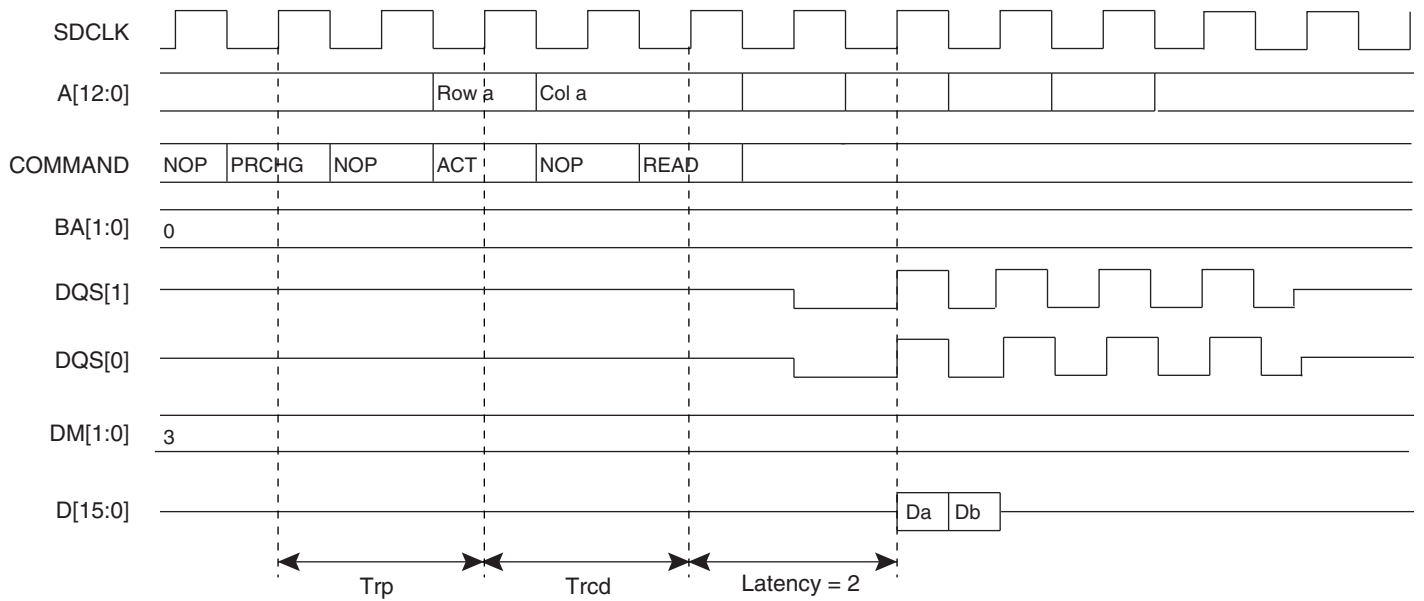 SDCLK
A[12:0] Row a Col a
COMMAND NOP PRCHG NOP ACT NOP READ
BA[1:0] 0
DQS[1]
DQS[0]
DM[1:0] 3
D[15:0] Da Db
Trp Trcd Latency = 2